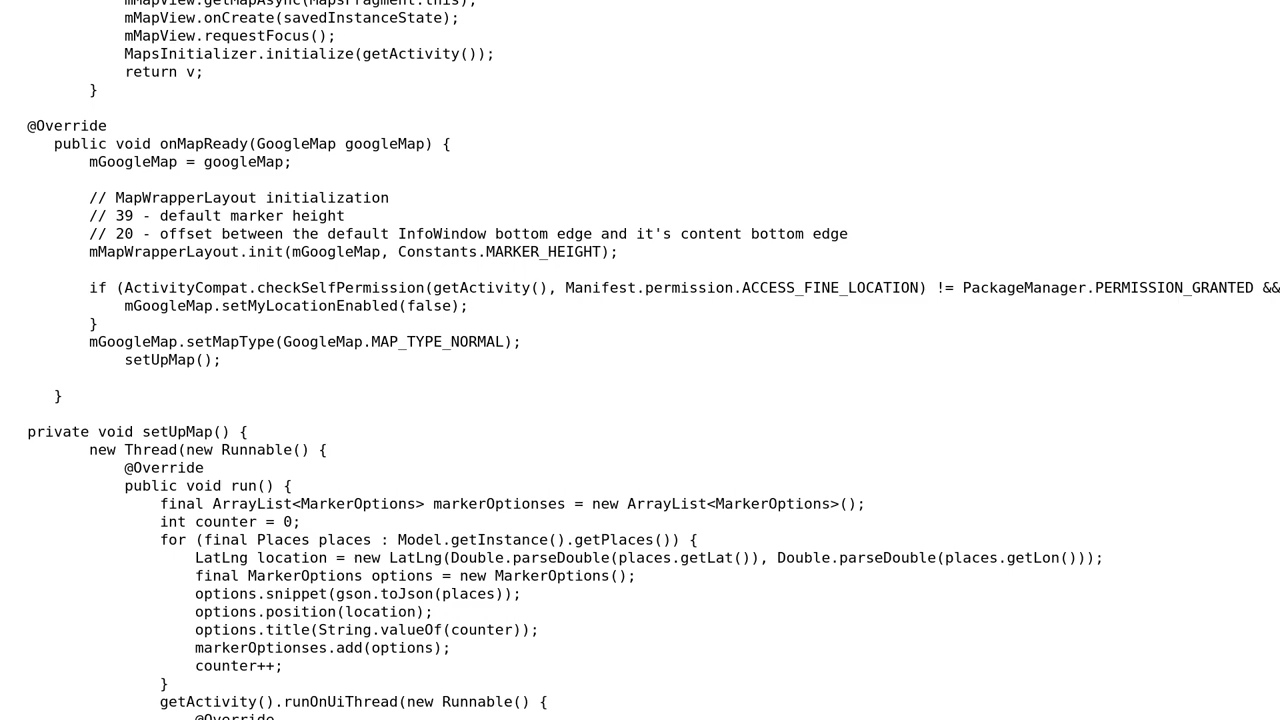 mMapView.getMapAsync(MapsFragment.this);
mMapView.onCreate(savedInstanceState);
mMapView.requestFocus();
MapsInitializer.initialize(getActivity());
return v;
}
@Override
public void onMapReady(GoogleMap googleMap) {
mGoogleMap = googleMap;
// MapWrapperLayout initialization
// 39 - default marker height
// 20 - offset between the default InfoWindow bottom edge and it's content bottom edge
mMapWrapperLayout.init(mGoogleMap, Constants.MARKER_HEIGHT);
if (ActivityCompat.checkSelfPermission(getActivity(), Manifest.permission.ACCESS_FINE_LOCATION) != PackageManager.PERMISSION_GRANTED &&
mGoogleMap.setMyLocationEnabled(false);
}
mGoogleMap.setMapType(GoogleMap.MAP_TYPE_NORMAL);
setUpMap();
}
private void setUpMap() {
new Thread(new Runnable() {
@Override
public void run() {
final ArrayList<MarkerOptions> markerOptionses = new ArrayList<MarkerOptions>();
int counter = 0;
for (final Places places : Model.getInstance().getPlaces()) {
LatLng location = new LatLng(Double.parseDouble(places.getLat()), Double.parseDouble(places.getLon()));
final MarkerOptions options = new MarkerOptions();
options.snippet(gson.toJson(places));
options.position(location);
options.title(String.valueOf(counter));
markerOptionses.add(options);
counter++;
}
getActivity().runOnUiThread(new Runnable() {
@Override